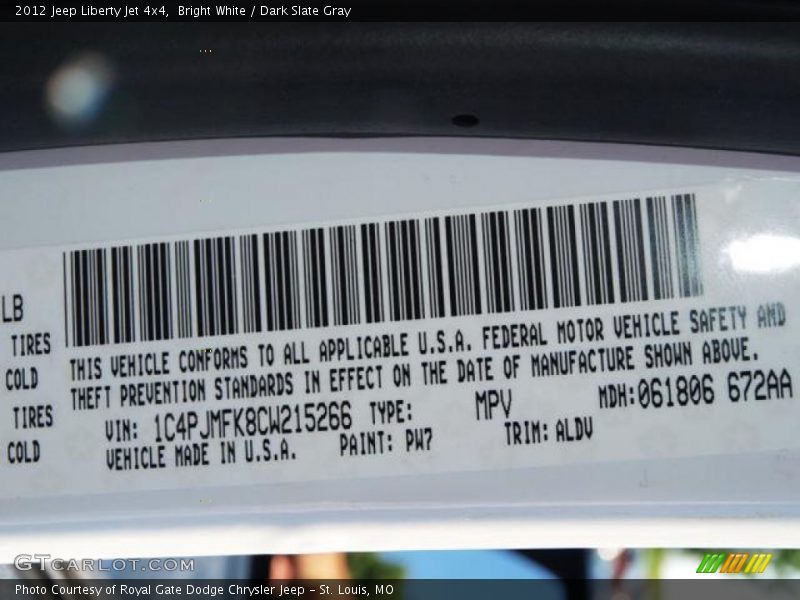 2012 Jeep Liberty Jet 4x4,  Bright White / Dark Slate Gray
LB
TIRES
COLD
TIRES
COLD
THIS VEHICLE CONFORMS TO ALL APPLICABLE U.S.A. FEDERAL MOTOR VEHICLE SAFETY AND
THEFT PREVENTION STANDARDS IN EFFECT ON THE DATE OF MANUFACTURE SHOWN ABOVE.
VIN: 1C4PJMFK8CW215266 TYPE: MPV MDH:061806 672AA
VEHICLE MADE IN U.S.A. PAINT: PW7 TRIM: ALDV
GTCARLOT.COM
Photo Courtesy of Royal Gate Dodge Chrysler Jeep - St. Louis, MO